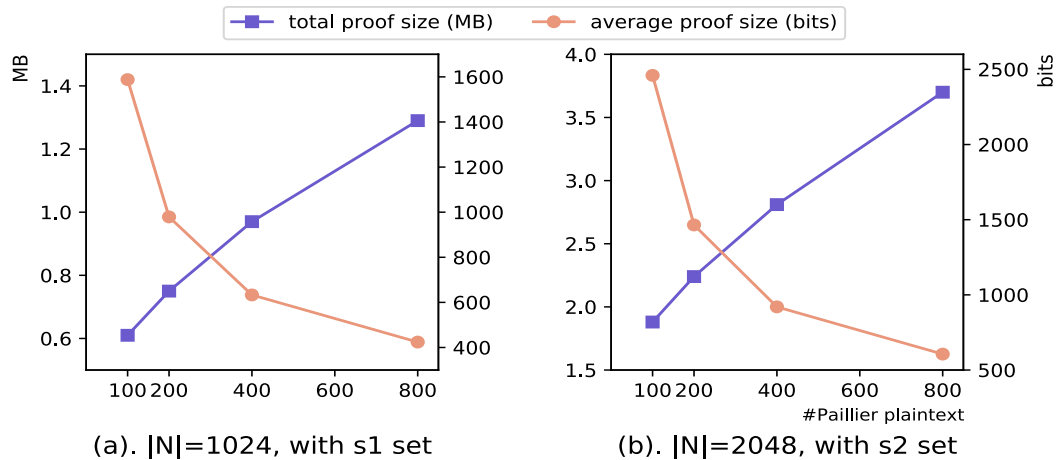 total proof size (MB)
average proof size (bits)
MB
1.4
1.2
1.0
0.8
0.6
1600
1400
1200
1000
800
600
400
100 200 400 600 800
(a). |N|=1024, with s1 set
4.0
3.5
3.0
2.5
2.0
1.5
bits
2500
2000
1500
1000
500
100 200 400 600 800
#Paillier plaintext
(b). |N|=2048, with s2 set